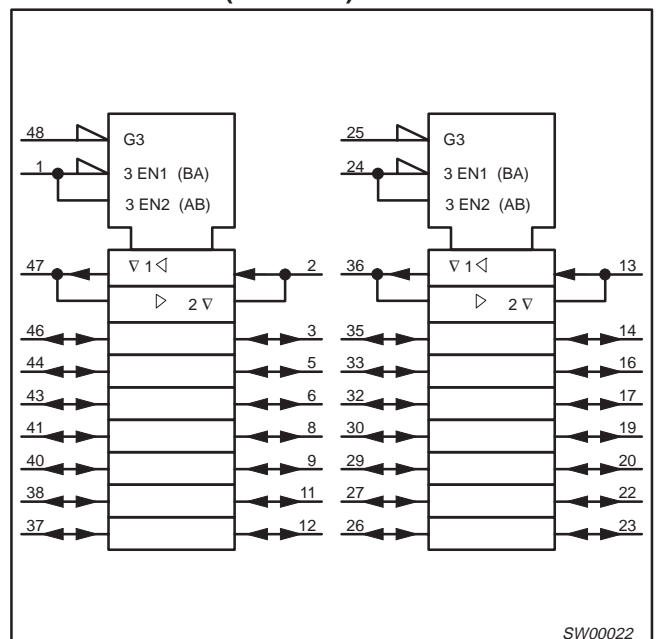 48 G3 25 G3
1 3 EN1 (BA) 24 3 EN1 (BA)
3 EN2 (AB) 3 EN2 (AB)
47 ∇ 1 ◁ 2 36 ∇ 1 ◁ 13
▷ 2 ∇ ▷ 2 ∇
46 3 35 14
44 5 33 16
43 6 32 17
41 8 30 19
40 9 29 20
38 11 27 22
37 12 26 23
SW00022